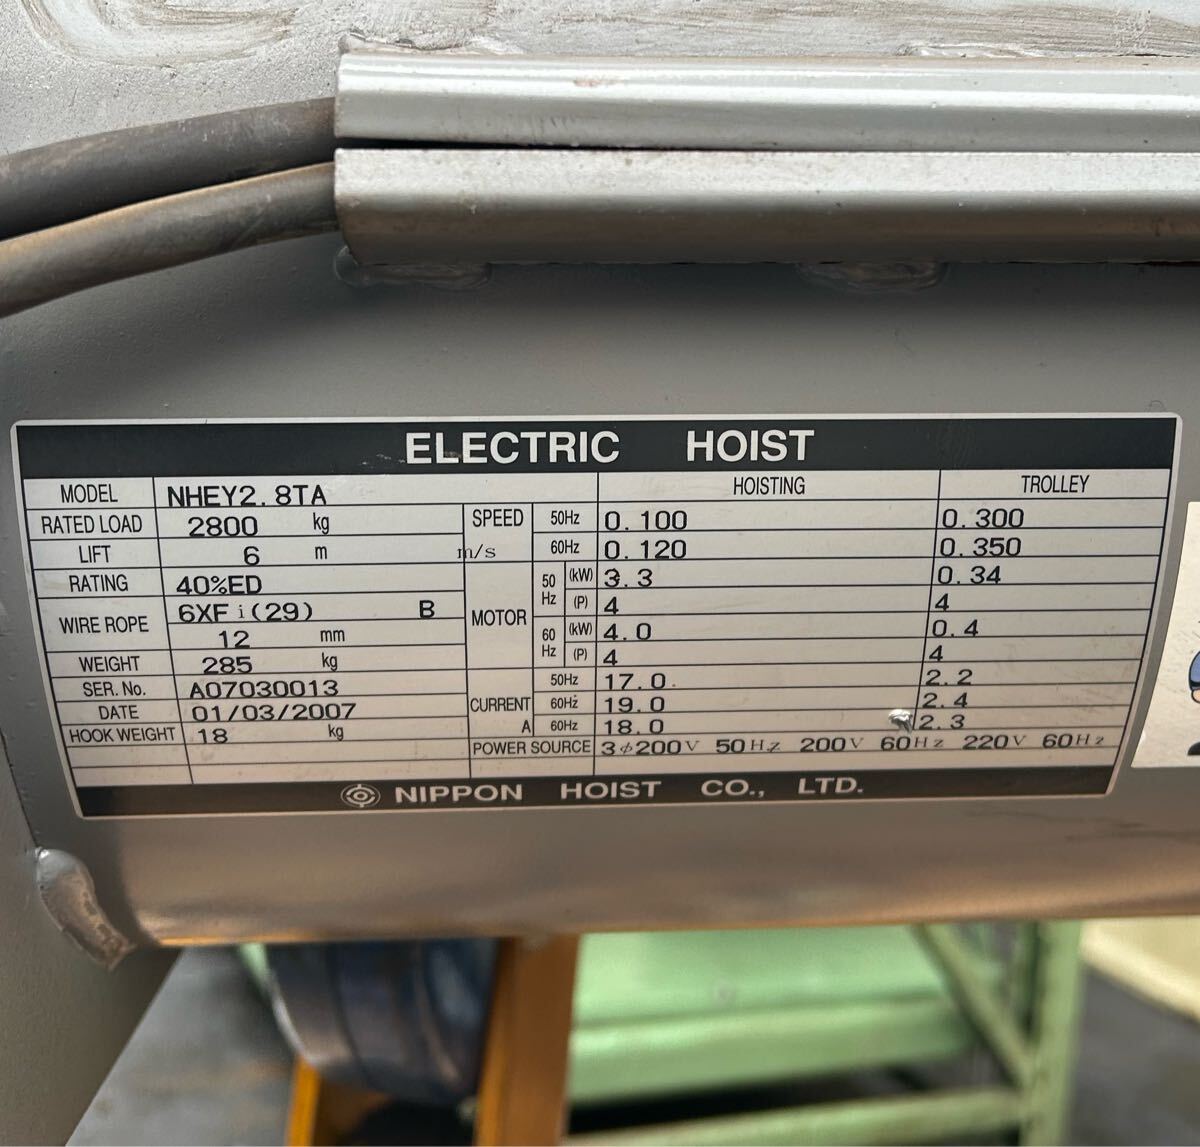 ELECTRIC HOIST
MODEL NHEY2.8TA HOISTING TROLLEY
RATED LOAD 2800 kg SPEED 50Hz 0.100 0.300
LIFT 6 m m/s 60Hz 0.120 0.350
RATING 40%ED MOTOR 50 Hz (kW) 3.3 0.34
WIRE ROPE 6XFi(29) B (P) 4 4
12 mm 60 Hz (kW) 4.0 0.4
WEIGHT 285 kg (P) 4 4
SER. No. A07030013 CURRENT A 50Hz 17.0 2.2
DATE 01/03/2007 60Hz 19.0 2.4
HOOK WEIGHT 18 kg 60Hz 18.0 2.3
POWER SOURCE 3φ200V 50Hz 200V 60Hz 220V 60Hz
NIPPON HOIST CO., LTD.